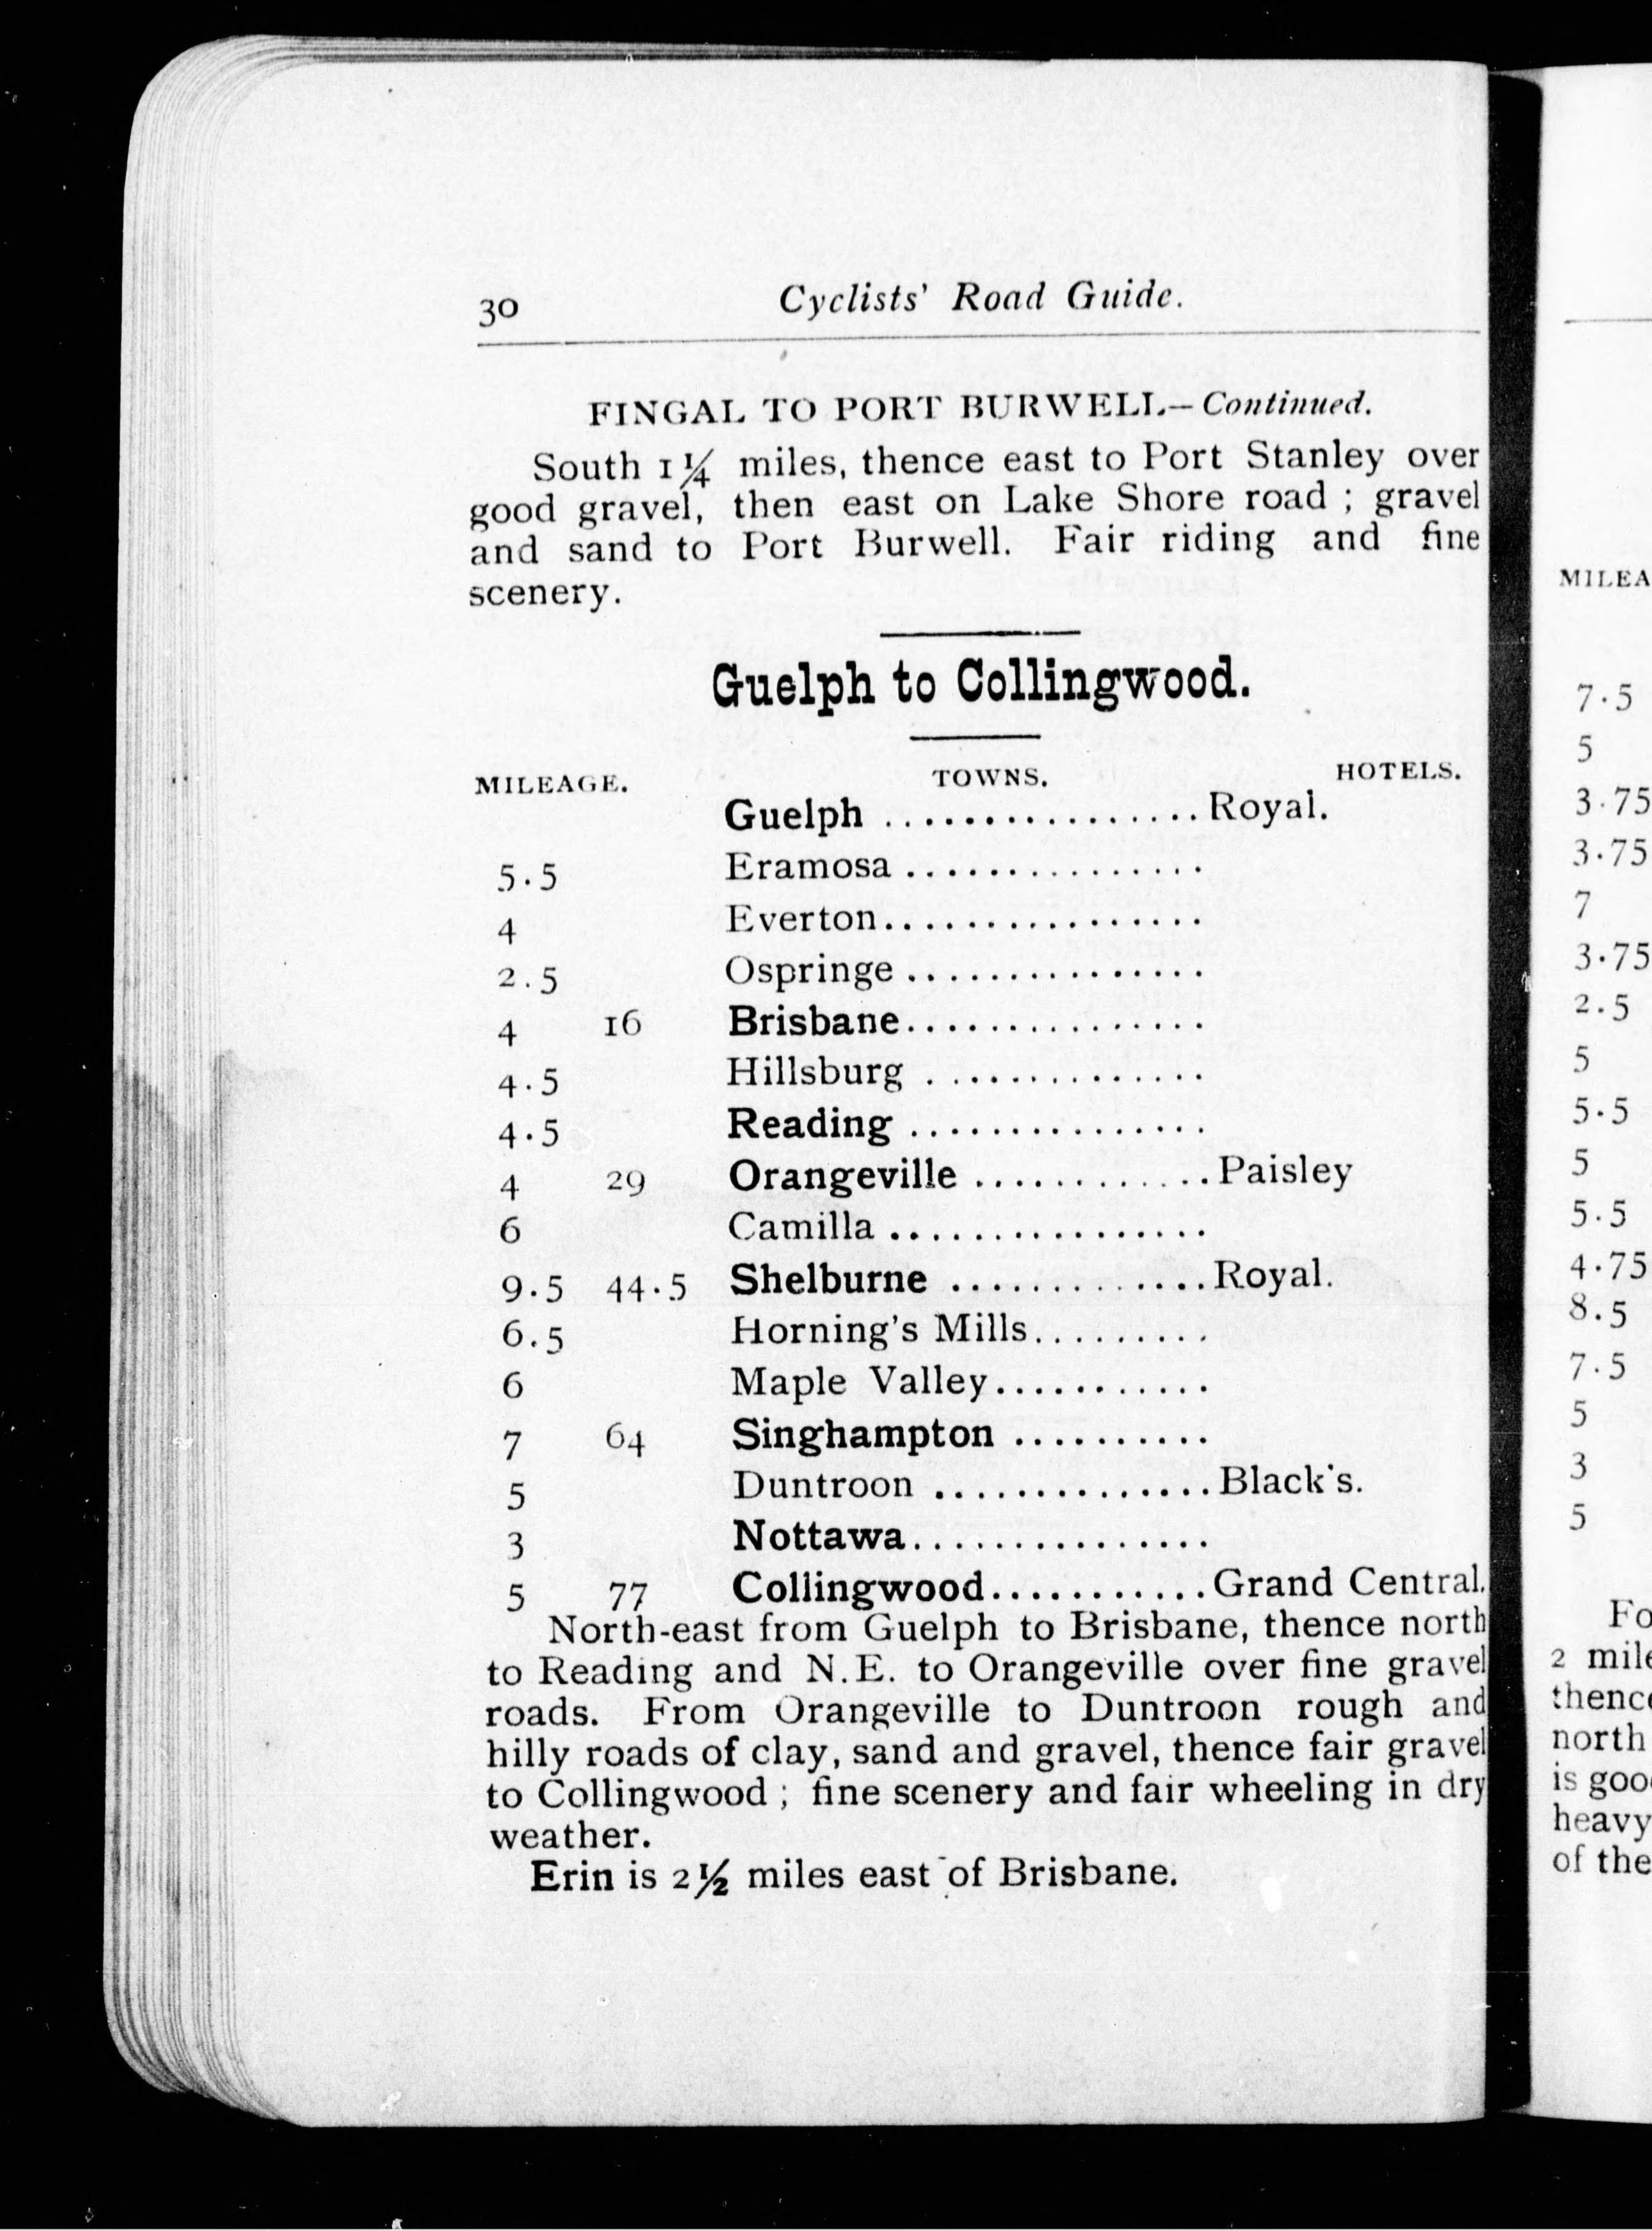 30 Cyclists' Road Guide.
FINGAL TO PORT BURWELL—Continued.
South 1¼ miles, thence east to Port Stanley over
good gravel, then east on Lake Shore road ; gravel
and sand to Port Burwell. Fair riding and fine
scenery.
Guelph to Collingwood.
MILEAGE. TOWNS. HOTELS.
Guelph ................ Royal.
5.5 Eramosa ...............
4 Everton................
2.5 Ospringe ...............
4 16 Brisbane...............
4.5 Hillsburg ..............
4.5 Reading ...............
4 29 Orangeville ............ Paisley
6 Camilla ................
9.5 44.5 Shelburne ............. Royal.
6.5 Horning's Mills.........
6 Maple Valley...........
7 64 Singhampton ..........
5 Duntroon .............. Black's.
3 Nottawa...............
5 77 Collingwood........... Grand Central.
North-east from Guelph to Brisbane, thence north
to Reading and N.E. to Orangeville over fine gravel
roads. From Orangeville to Duntroon rough and
hilly roads of clay, sand and gravel, thence fair gravel
to Collingwood ; fine scenery and fair wheeling in dry
weather.
Erin is 2½ miles east of Brisbane.
MILEA
7.5
5
3.75
3.75
7
3.75
2.5
5
5.5
5
5.5
4.75
8.5
7.5
5
3
5
Fo
2 mile
thence
north
is goo
heavy
of the